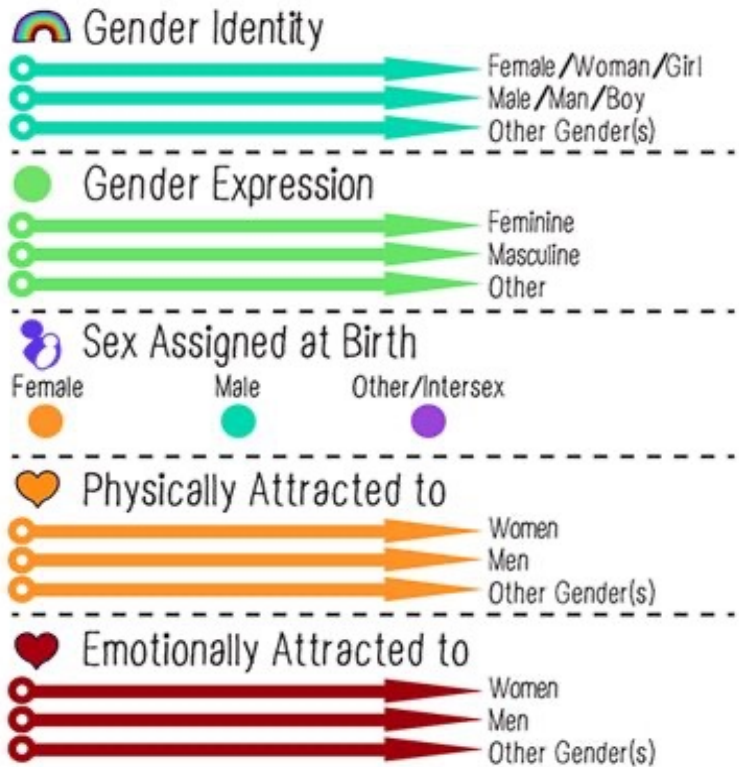 Gender Identity
Female/Woman/Girl
Male/Man/Boy
Other Gender(s)
Gender Expression
Feminine
Masculine
Other
Sex Assigned at Birth
Female Male Other/Intersex
Physically Attracted to
Women
Men
Other Gender(s)
Emotionally Attracted to
Women
Men
Other Gender(s)